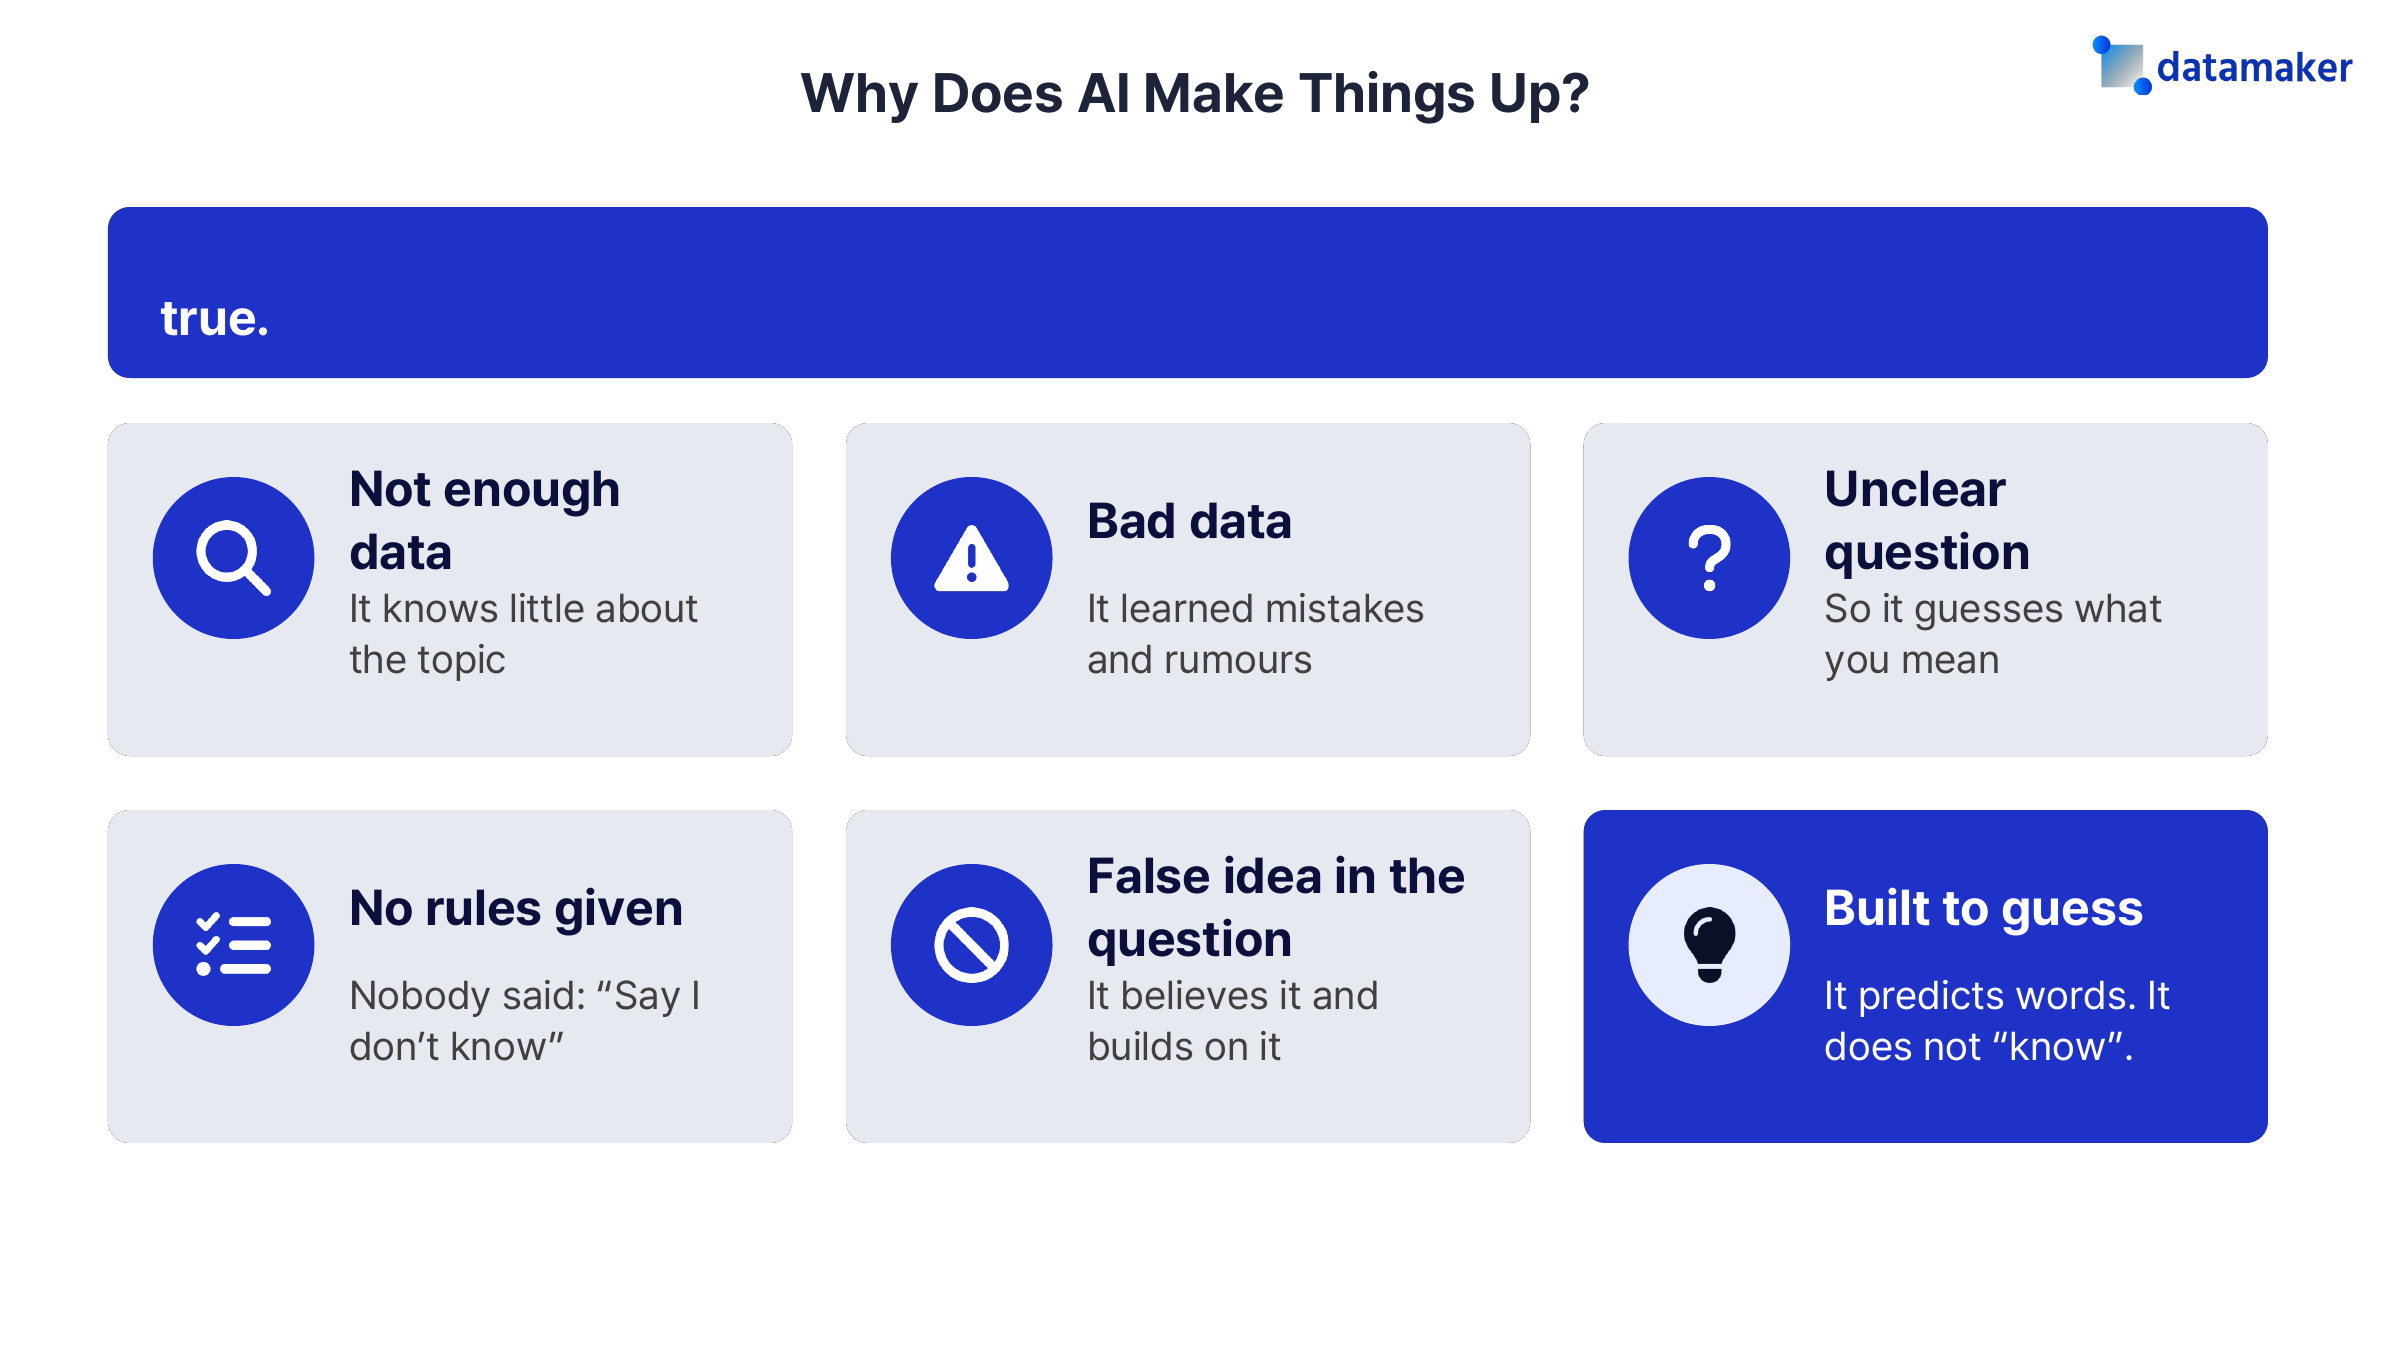 Why Does AI Make Things Up?
datamaker
true.
Not enough
data
It knows little about
the topic
Bad data
It learned mistakes
and rumours
Unclear
question
So it guesses what
you mean
No rules given
Nobody said: “Say I
don’t know”
False idea in the
question
It believes it and
builds on it
Built to guess
It predicts words. It
does not “know”.